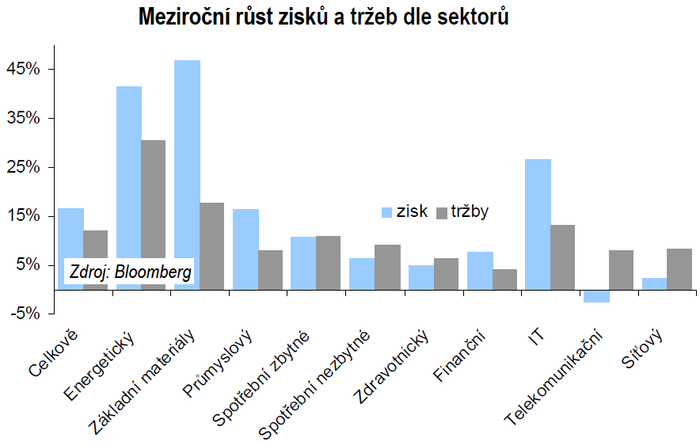 Meziroční růst zisků a tržeb dle sektorů
45%
35%
25%
15%
5%
-5%
zisk
tržby
Zdroj: Bloomberg
Celkově
Energetický
Základní materiály
Průmyslový
Spotřební zbytné
Spotřební nezbytné
Zdravotnický
Finanční
IT
Telekomunikační
Síťový